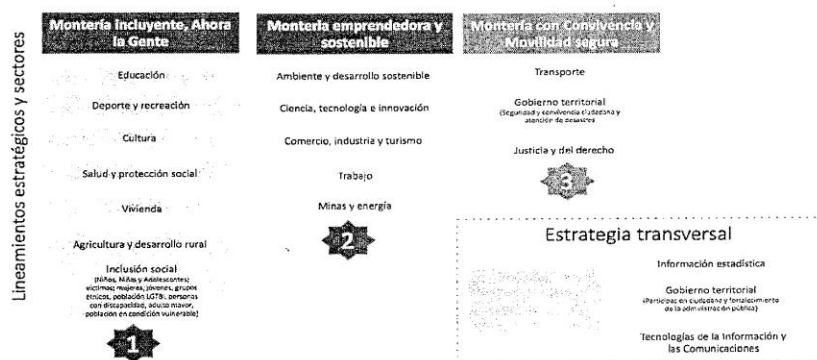 Lineamientos estratégicos y sectores
Montería incluyente, Ahora
la Gente
Educación
Deporte y recreación
Cultura
Salud y protección social
Vivienda
Agricultura y desarrollo rural
Inclusión social
(Niños, Niñas y Adolescentes;
víctimas; mujeres, jóvenes, grupos
étnicos, población LGTBI, personas
con discapacidad, adulto mayor,
población en condición vulnerable)
1
Montería emprendedora y
sostenible
Ambiente y desarrollo sostenible
Ciencia, tecnología e innovación
Comercio, industria y turismo
Trabajo
Minas y energía
2
Montería con Convivencia y
Movilidad segura
Transporte
Gobierno territorial
(Seguridad y convivencia ciudadana y
atención de desastres
Justicia y del derecho
3
Estrategia transversal
Información estadística
Gobierno territorial
(Participación ciudadana y fortalecimiento
de la administración pública)
Tecnologías de la Información y
las Comunicaciones